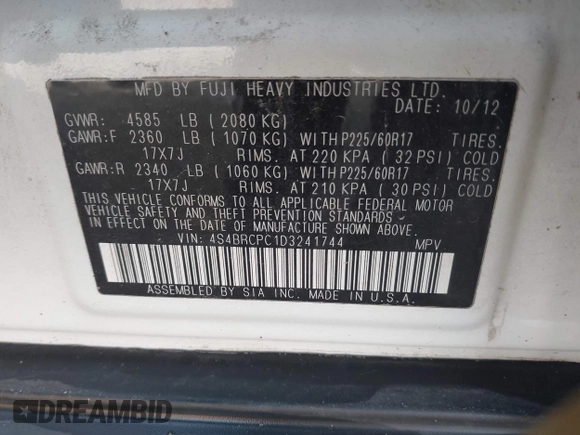 MFD BY FUJI HEAVY INDUSTRIES LTD.
DATE: 10/12
GVWR: 4585 LB ( 2080 KG)
GAWR:F 2360 LB ( 1070 KG) WITH P225/60R17 TIRES.
17X7J RIMS. AT 220 KPA ( 32 PSI) COLD
GAWR:R 2340 LB ( 1060 KG) WITH P225/60R17 TIRES.
17X7J RIMS. AT 210 KPA ( 30 PSI) COLD
THIS VEHICLE CONFORMS TO ALL APPLICABLE FEDERAL MOTOR
VEHICLE SAFETY AND THEFT PREVENTION STANDARDS
IN EFFECT ON THE DATE OF MANUFACTURE SHOWN ABOVE.
VIN: 4S4BRCPC1D3241744 MPV
ASSEMBLED BY SIA INC. MADE IN U.S.A.
DREAMBID